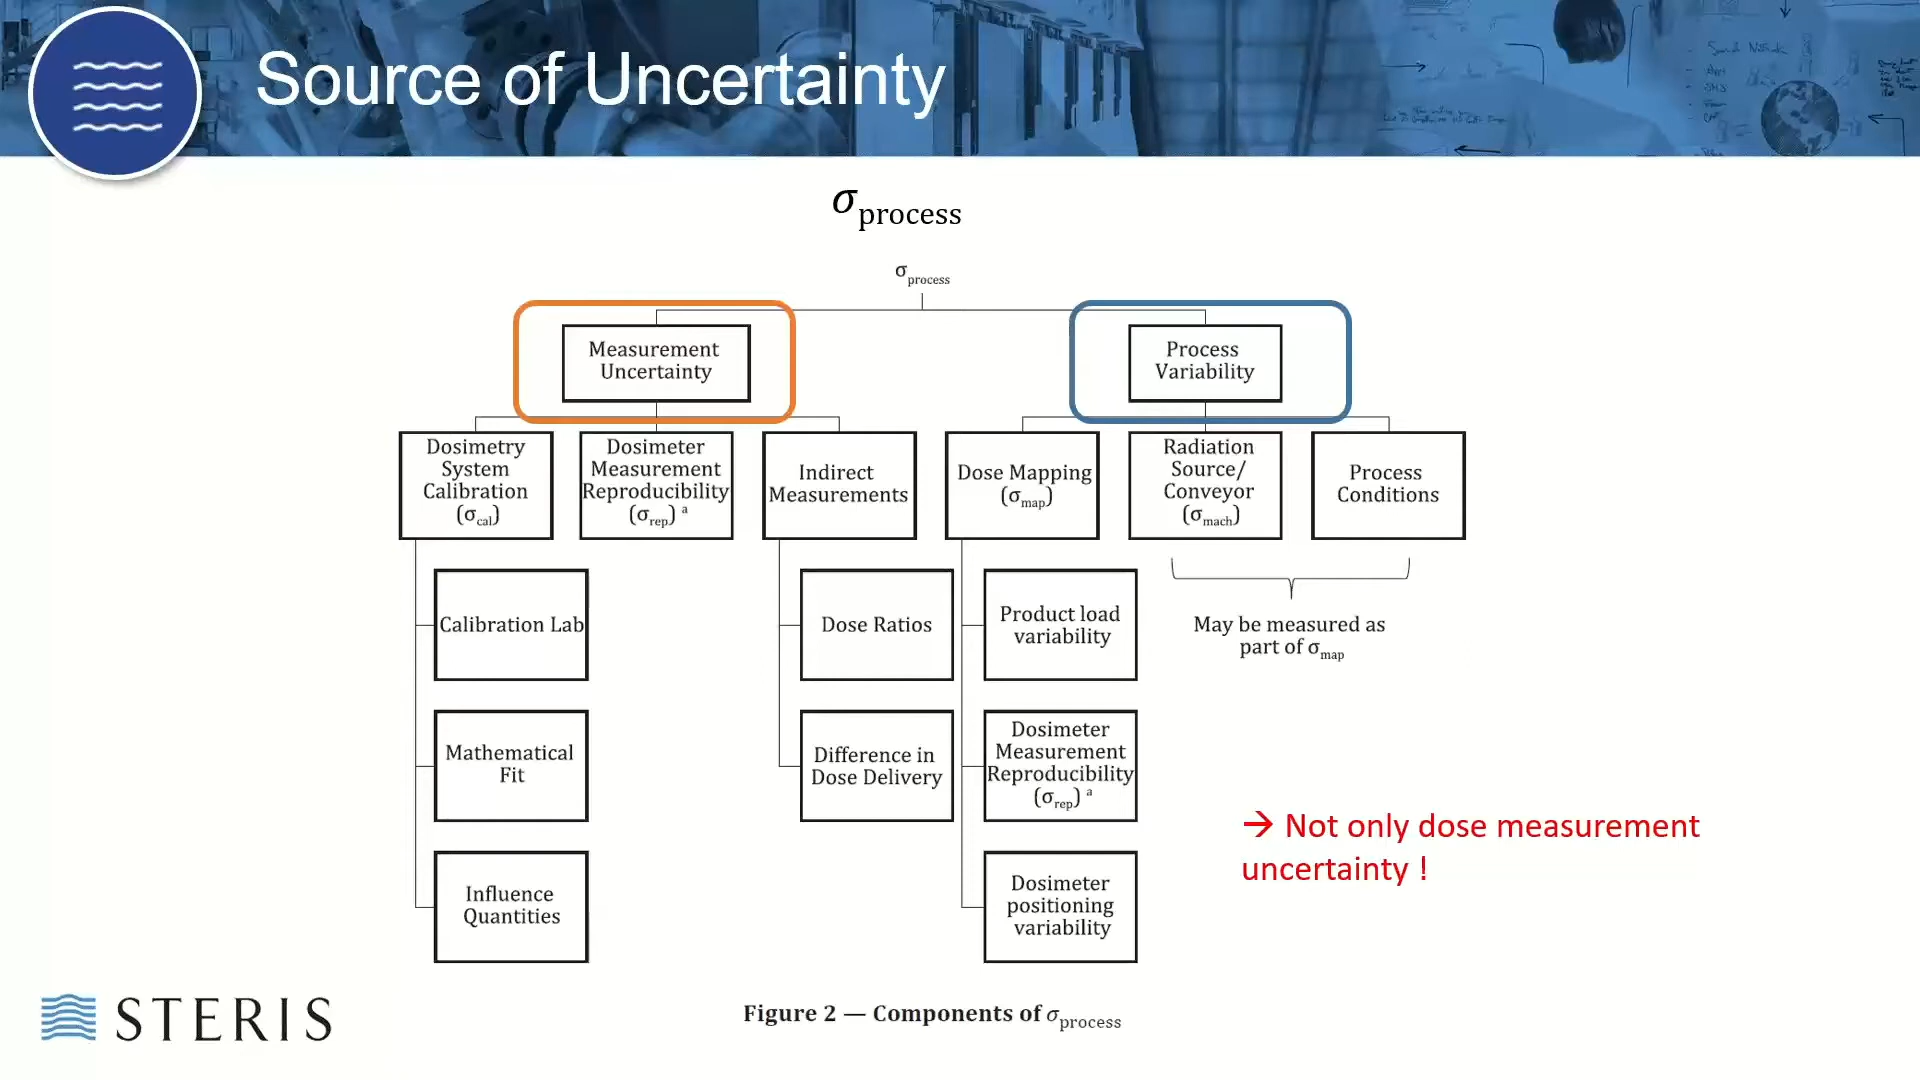 Source of Uncertainty
σprocess
σprocess
Measurement
Uncertainty
Process
Variability
Dosimetry
System
Calibration
(σcal)
Dosimeter
Measurement
Reproducibility
(σrep) a
Indirect
Measurements
Dose Mapping
(σmap)
Radiation
Source/
Conveyor
(σmach)
Process
Conditions
Calibration Lab
Dose Ratios
Product load
variability
May be measured as
part of σmap
Mathematical
Fit
Difference in
Dose Delivery
Dosimeter
Measurement
Reproducibility
(σrep) a
→ Not only dose measurement
uncertainty !
Influence
Quantities
Dosimeter
positioning
variability
STERIS
Figure 2 — Components of σprocess